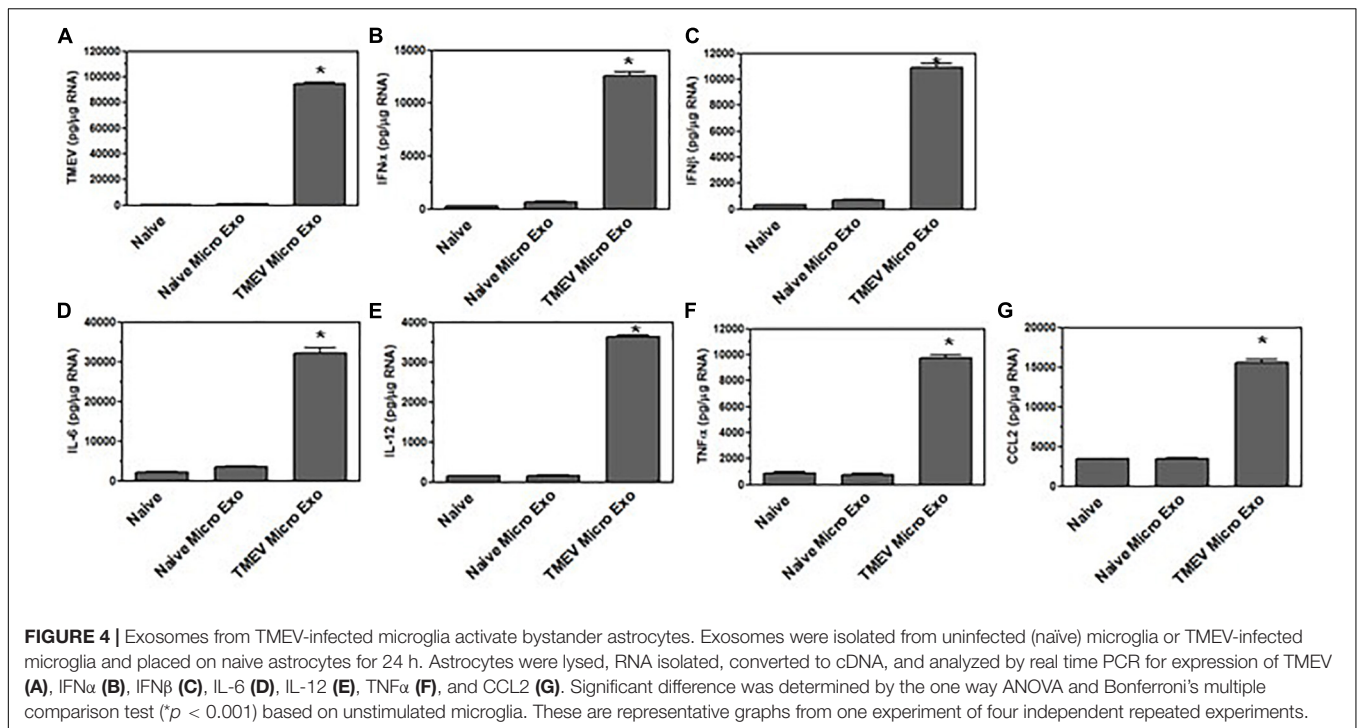 A
B
C
TMEV (pg/µg RNA)
120000
100000
80000
60000
40000
20000
0
*
Naive
Naive Micro Exo
TMEV Micro Exo
IFNα (pg/µg RNA)
15000
10000
5000
0
*
Naive
Naive Micro Exo
TMEV Micro Exo
IFNβ (pg/µg RNA)
12000
10000
8000
6000
4000
2000
0
*
Naive
Naive Micro Exo
TMEV Micro Exo
D
E
F
G
IL-6 (pg/µg RNA)
40000
30000
20000
10000
0
*
Naive
Naive Micro Exo
TMEV Micro Exo
IL-12 (pg/µg RNA)
4000
3000
2000
1000
0
*
Naive
Naive Micro Exo
TMEV Micro Exo
TNFα (pg/µg RNA)
12000
10000
8000
6000
4000
2000
0
*
Naive
Naive Micro Exo
TMEV Micro Exo
CCL2 (pg/µg RNA)
20000
15000
10000
5000
0
*
Naive
Naive Micro Exo
TMEV Micro Exo
FIGURE 4 | Exosomes from TMEV-infected microglia activate bystander astrocytes. Exosomes were isolated from uninfected (naïve) microglia or TMEV-infected
microglia and placed on naive astrocytes for 24 h. Astrocytes were lysed, RNA isolated, converted to cDNA, and analyzed by real time PCR for expression of TMEV
(A), IFNα (B), IFNβ (C), IL-6 (D), IL-12 (E), TNFα (F), and CCL2 (G). Significant difference was determined by the one way ANOVA and Bonferroni's multiple
comparison test (*p < 0.001) based on unstimulated microglia. These are representative graphs from one experiment of four independent repeated experiments.